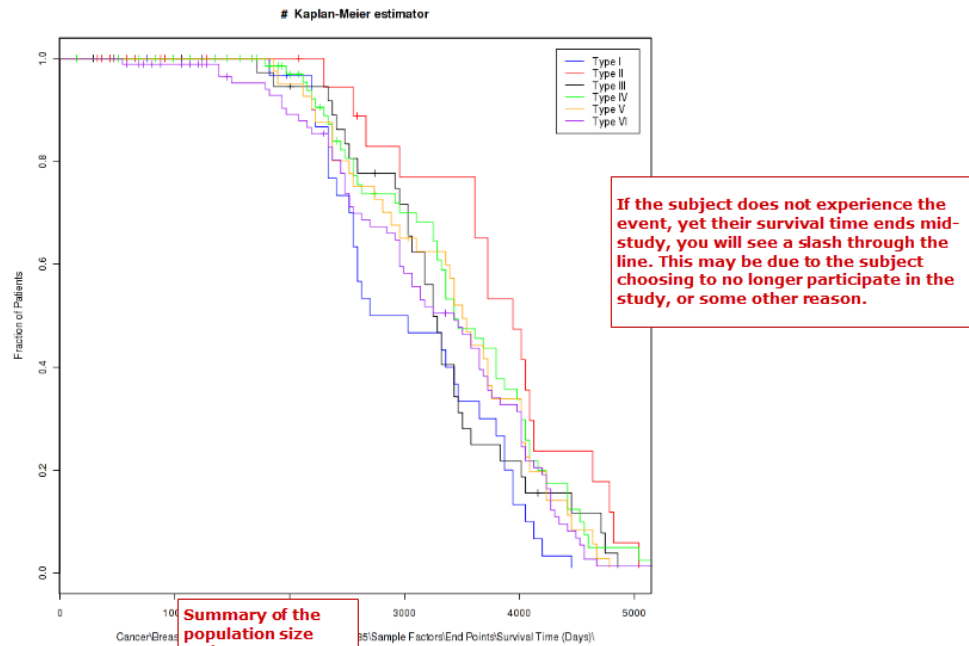 # Kaplan-Meier estimator
Type I
Type II
Type III
Type IV
Type V
Type VI
1.0
0.8
0.6
0.4
0.2
0.0
Fraction of Patients
If the subject does not experience the
event, yet their survival time ends mid-
study, you will see a slash through the
line. This may be due to the subject
choosing to no longer participate in the
study, or some other reason.
0
3000
4000
5000
Summary of the
population size
\Sample Factors\End Points\Survival Time (Days)\